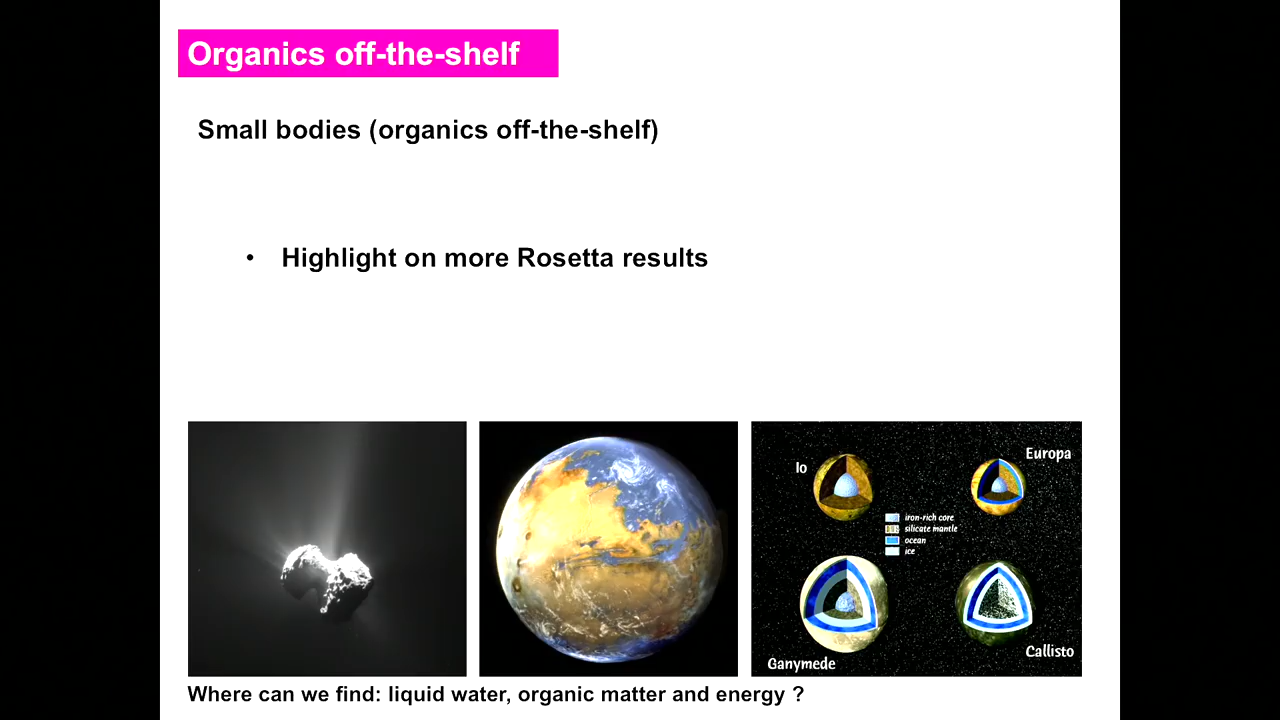 Organics off-the-shelf
Small bodies (organics off-the-shelf)
• Highlight on more Rosetta results
Io
Europa
iron-rich core
silicate mantle
ocean
ice
Ganymede
Callisto
Where can we find: liquid water, organic matter and energy ?